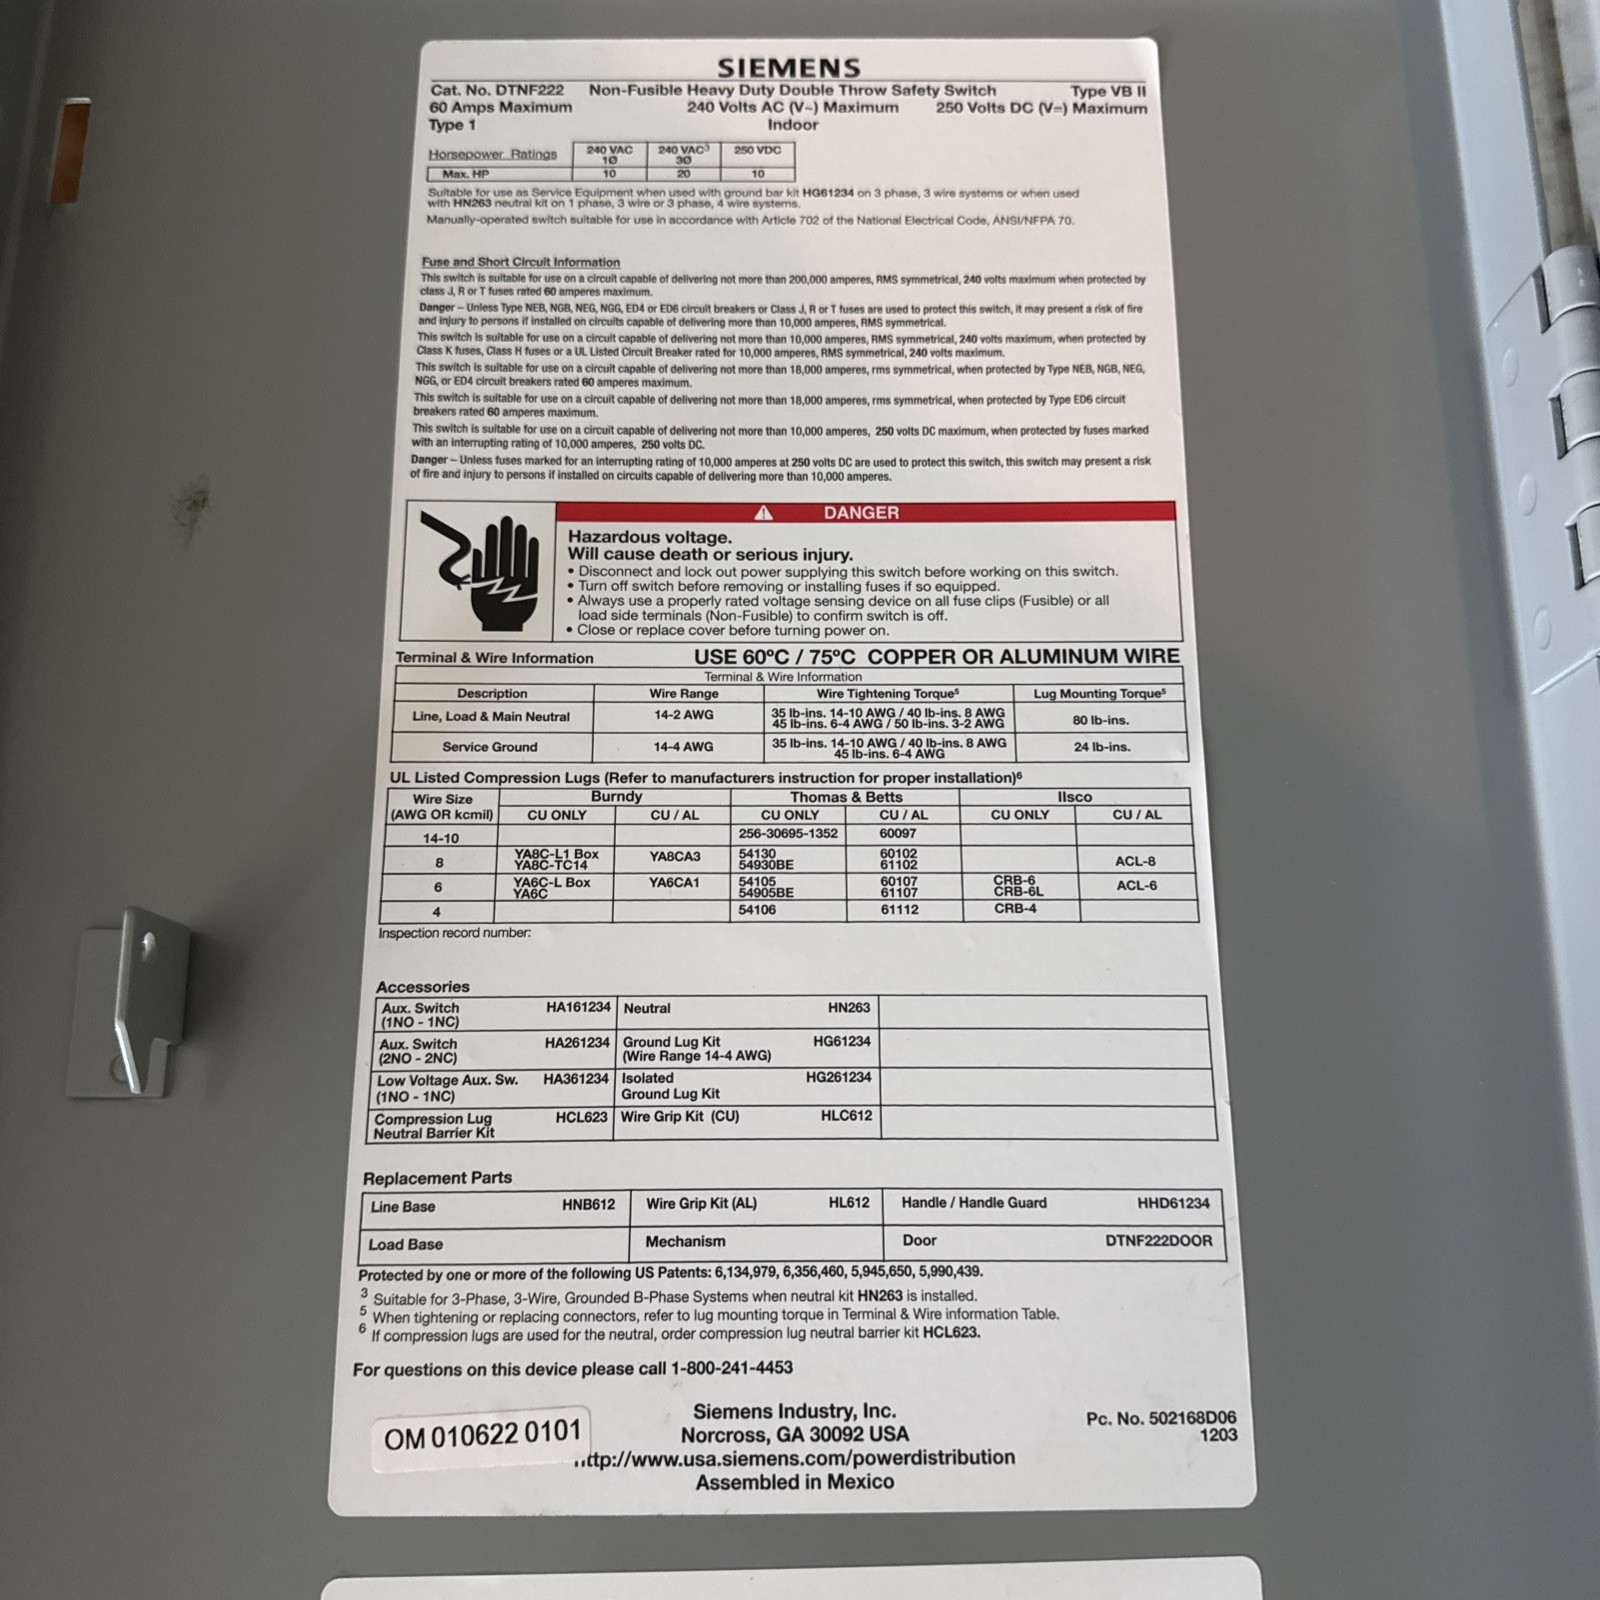 SIEMENS
Cat. No. DTNF222 Non-Fusible Heavy Duty Double Throw Safety Switch Type VB II
60 Amps Maximum 240 Volts AC (V~) Maximum 250 Volts DC (V⎓) Maximum
Type 1 Indoor
Horsepower Ratings 240 VAC 1Ø 240 VAC³ 3Ø 250 VDC
Max. HP 10 20 10
Suitable for use as Service Equipment when used with ground bar kit HG61234 on 3 phase, 3 wire systems or when used
with HN263 neutral kit on 1 phase, 3 wire or 3 phase, 4 wire systems.
Manually-operated switch suitable for use in accordance with Article 702 of the National Electrical Code, ANSI/NFPA 70.
Fuse and Short Circuit Information
This switch is suitable for use on a circuit capable of delivering not more than 200,000 amperes, RMS symmetrical, 240 volts maximum when protected by
class J, R or T fuses rated 60 amperes maximum.
Danger – Unless Type NEB, NGB, NEG, NGG, ED4 or ED6 circuit breakers or Class J, R or T fuses are used to protect this switch, it may present a risk of fire
and injury to persons if installed on circuits capable of delivering more than 10,000 amperes, RMS symmetrical.
This switch is suitable for use on a circuit capable of delivering not more than 10,000 amperes, RMS symmetrical, 240 volts maximum, when protected by
Class K fuses, Class H fuses or a UL Listed Circuit Breaker rated for 10,000 amperes, RMS symmetrical, 240 volts maximum.
This switch is suitable for use on a circuit capable of delivering not more than 18,000 amperes, rms symmetrical, when protected by Type NEB, NGB, NEG,
NGG, or ED4 circuit breakers rated 60 amperes maximum.
This switch is suitable for use on a circuit capable of delivering not more than 18,000 amperes, rms symmetrical, when protected by Type ED6 circuit
breakers rated 60 amperes maximum.
This switch is suitable for use on a circuit capable of delivering not more than 10,000 amperes, 250 volts DC maximum, when protected by fuses marked
with an interrupting rating of 10,000 amperes, 250 volts DC.
Danger – Unless fuses marked for an interrupting rating of 10,000 amperes at 250 volts DC are used to protect this switch, this switch may present a risk
of fire and injury to persons if installed on circuits capable of delivering more than 10,000 amperes.
DANGER
Hazardous voltage.
Will cause death or serious injury.
• Disconnect and lock out power supplying this switch before working on this switch.
• Turn off switch before removing or installing fuses if so equipped.
• Always use a properly rated voltage sensing device on all fuse clips (Fusible) or all
load side terminals (Non-Fusible) to confirm switch is off.
• Close or replace cover before turning power on.
Terminal & Wire Information USE 60°C / 75°C COPPER OR ALUMINUM WIRE
Terminal & Wire Information
Description Wire Range Wire Tightening Torque⁵ Lug Mounting Torque⁵
Line, Load & Main Neutral 14-2 AWG 35 lb-ins. 14-10 AWG / 40 lb-ins. 8 AWG
45 lb-ins. 6-4 AWG / 50 lb-ins. 3-2 AWG 80 lb-ins.
Service Ground 14-4 AWG 35 lb-ins. 14-10 AWG / 40 lb-ins. 8 AWG
45 lb-ins. 6-4 AWG 24 lb-ins.
UL Listed Compression Lugs (Refer to manufacturers instruction for proper installation)⁶
Wire Size Burndy Thomas & Betts Ilsco
(AWG OR kcmil) CU ONLY CU / AL CU ONLY CU / AL CU ONLY CU / AL
14-10 256-30695-1352 60097
8 YA8C-L1 Box YA8CA3 54130 60102 ACL-8
YA8C-TC14 54930BE 61102
6 YA6C-L Box YA6CA1 54105 60107 CRB-6 ACL-6
YA6C 54905BE 61107 CRB-6L
4 54106 61112 CRB-4
Inspection record number:
Accessories
Aux. Switch HA161234 Neutral HN263
(1NO - 1NC)
Aux. Switch HA261234 Ground Lug Kit HG61234
(2NO - 2NC) (Wire Range 14-4 AWG)
Low Voltage Aux. Sw. HA361234 Isolated HG261234
(1NO - 1NC) Ground Lug Kit
Compression Lug HCL623 Wire Grip Kit (CU) HLC612
Neutral Barrier Kit
Replacement Parts
Line Base HNB612 Wire Grip Kit (AL) HL612 Handle / Handle Guard HHD61234
Load Base Mechanism Door DTNF222DOOR
Protected by one or more of the following US Patents: 6,134,979, 6,356,460, 5,945,650, 5,990,439.
³ Suitable for 3-Phase, 3-Wire, Grounded B-Phase Systems when neutral kit HN263 is installed.
⁵ When tightening or replacing connectors, refer to lug mounting torque in Terminal & Wire information Table.
⁶ If compression lugs are used for the neutral, order compression lug neutral barrier kit HCL623.
For questions on this device please call 1-800-241-4453
Siemens Industry, Inc.
Norcross, GA 30092 USA
ttp://www.usa.siemens.com/powerdistribution
Assembled in Mexico
OM 010622 0101
Pc. No. 502168D06
1203